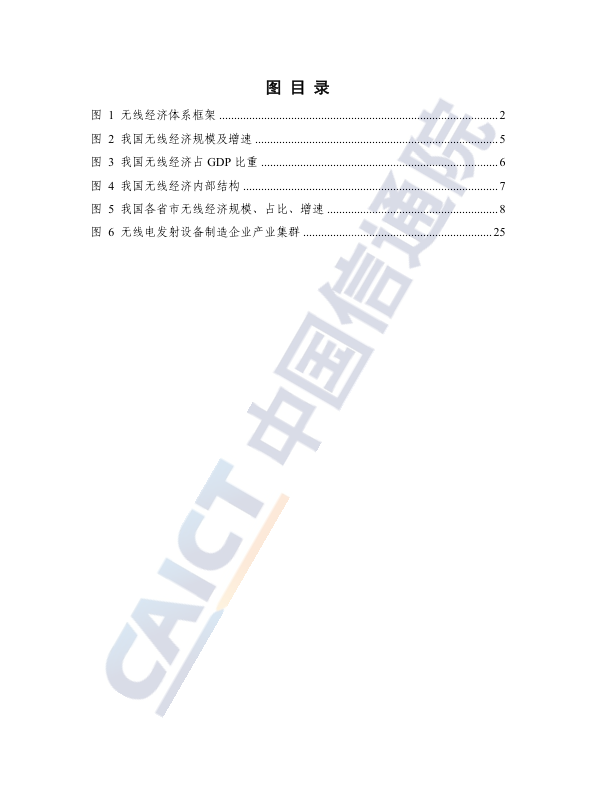 图 目 录
图 1 无线经济体系框架 ........................................................................................ 2
图 2 我国无线经济规模及增速 ............................................................................ 5
图 3 我国无线经济占 GDP 比重 .......................................................................... 6
图 4 我国无线经济内部结构 ................................................................................ 7
图 5 我国各省市无线经济规模、占比、增速 ...................................................... 8
图 6 无线电发射设备制造企业产业集群 ............................................................ 25
CAICT 中国信通院